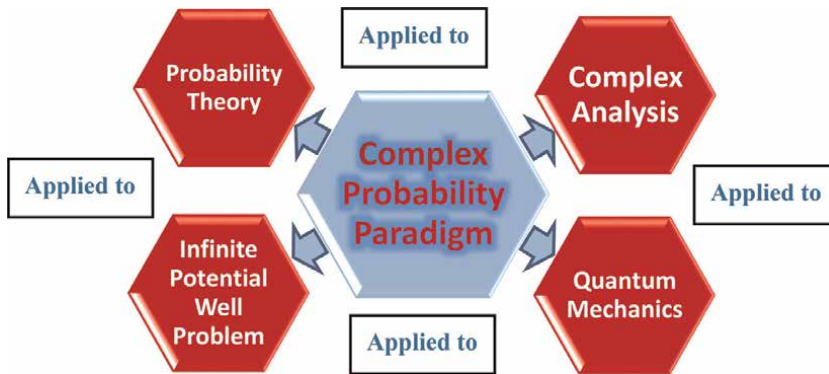 Applied to
Probability
Theory
Complex
Analysis
Complex
Probability
Paradigm
Applied to
Applied to
Infinite
Potential
Well
Problem
Quantum
Mechanics
Applied to